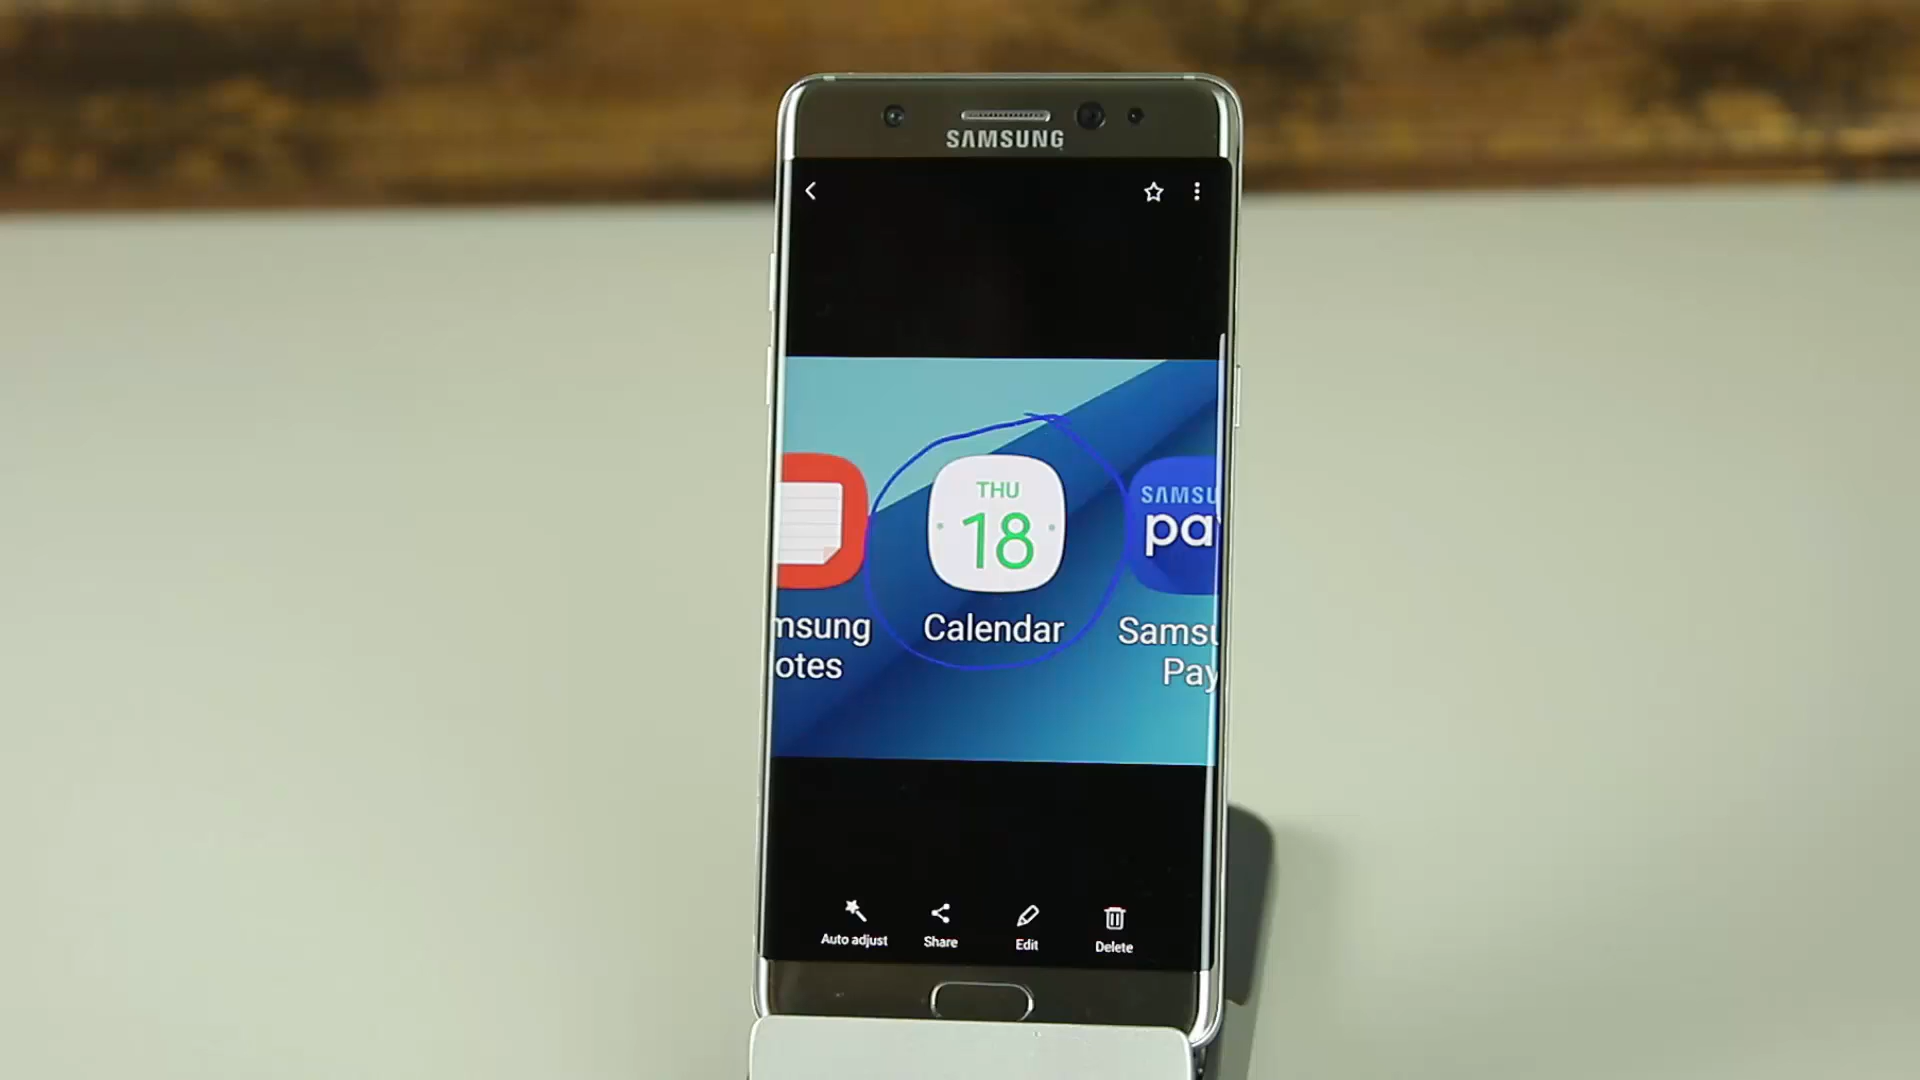 SAMSUNG
THU
18
SAMSU
pa
msung
otes
Calendar
Samsu
Pay
Auto adjust
Share
Edit
Delete